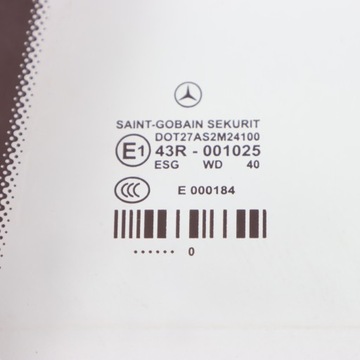 SAINT-GOBAIN SEKURIT
DOT27AS2M24100
E1 43R - 001025
ESG WD 40
CCC E 000184
...... 0